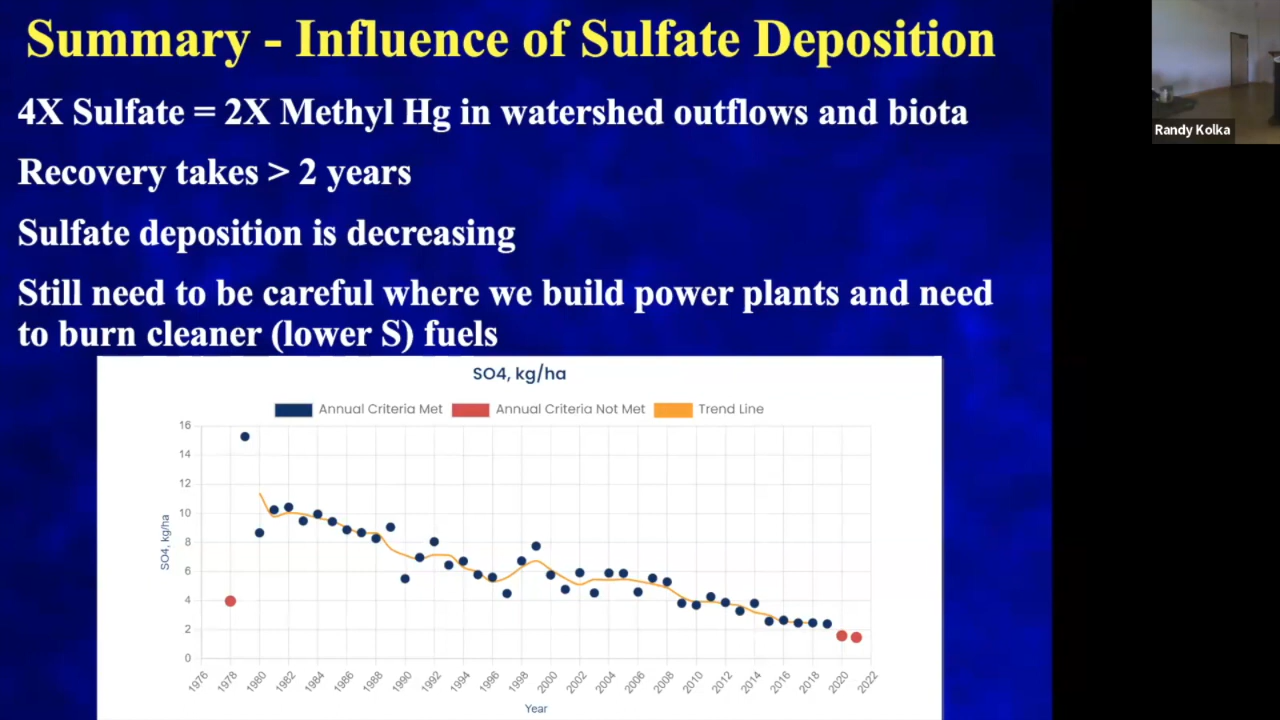 Summary - Influence of Sulfate Deposition
4X Sulfate = 2X Methyl Hg in watershed outflows and biota
Recovery takes > 2 years
Sulfate deposition is decreasing
Still need to be careful where we build power plants and need
to burn cleaner (lower S) fuels
Randy Kolka
SO4, kg/ha
Annual Criteria Met
Annual Criteria Not Met
Trend Line
SO4, kg/ha
16
14
12
10
8
6
4
2
0
1976
1978
1980
1982
1984
1986
1988
1990
1992
1994
1996
1998
2000
2002
2004
2006
2008
2010
2012
2014
2016
2018
2020
2022
Year